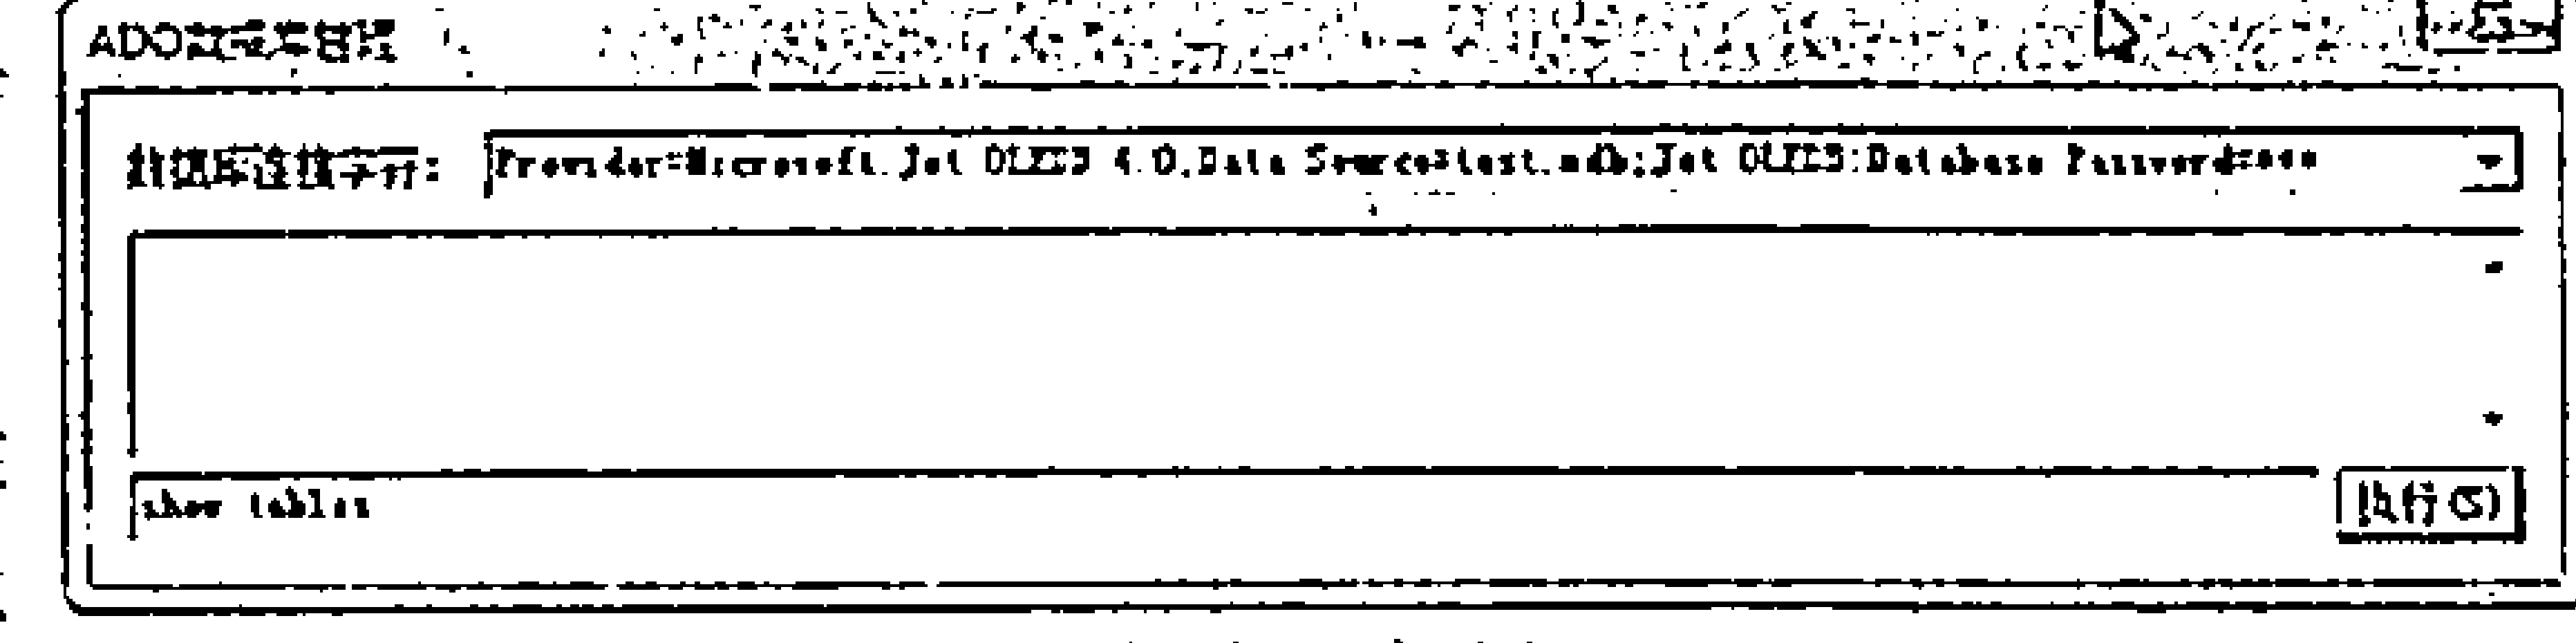 ADO数据库管理
数据库连接字符: Provider=Microsoft.Jet.OLEDB.4.0;Data Source=test.mdb;Jet OLEDB:Database Password=
show tables
执行(S)